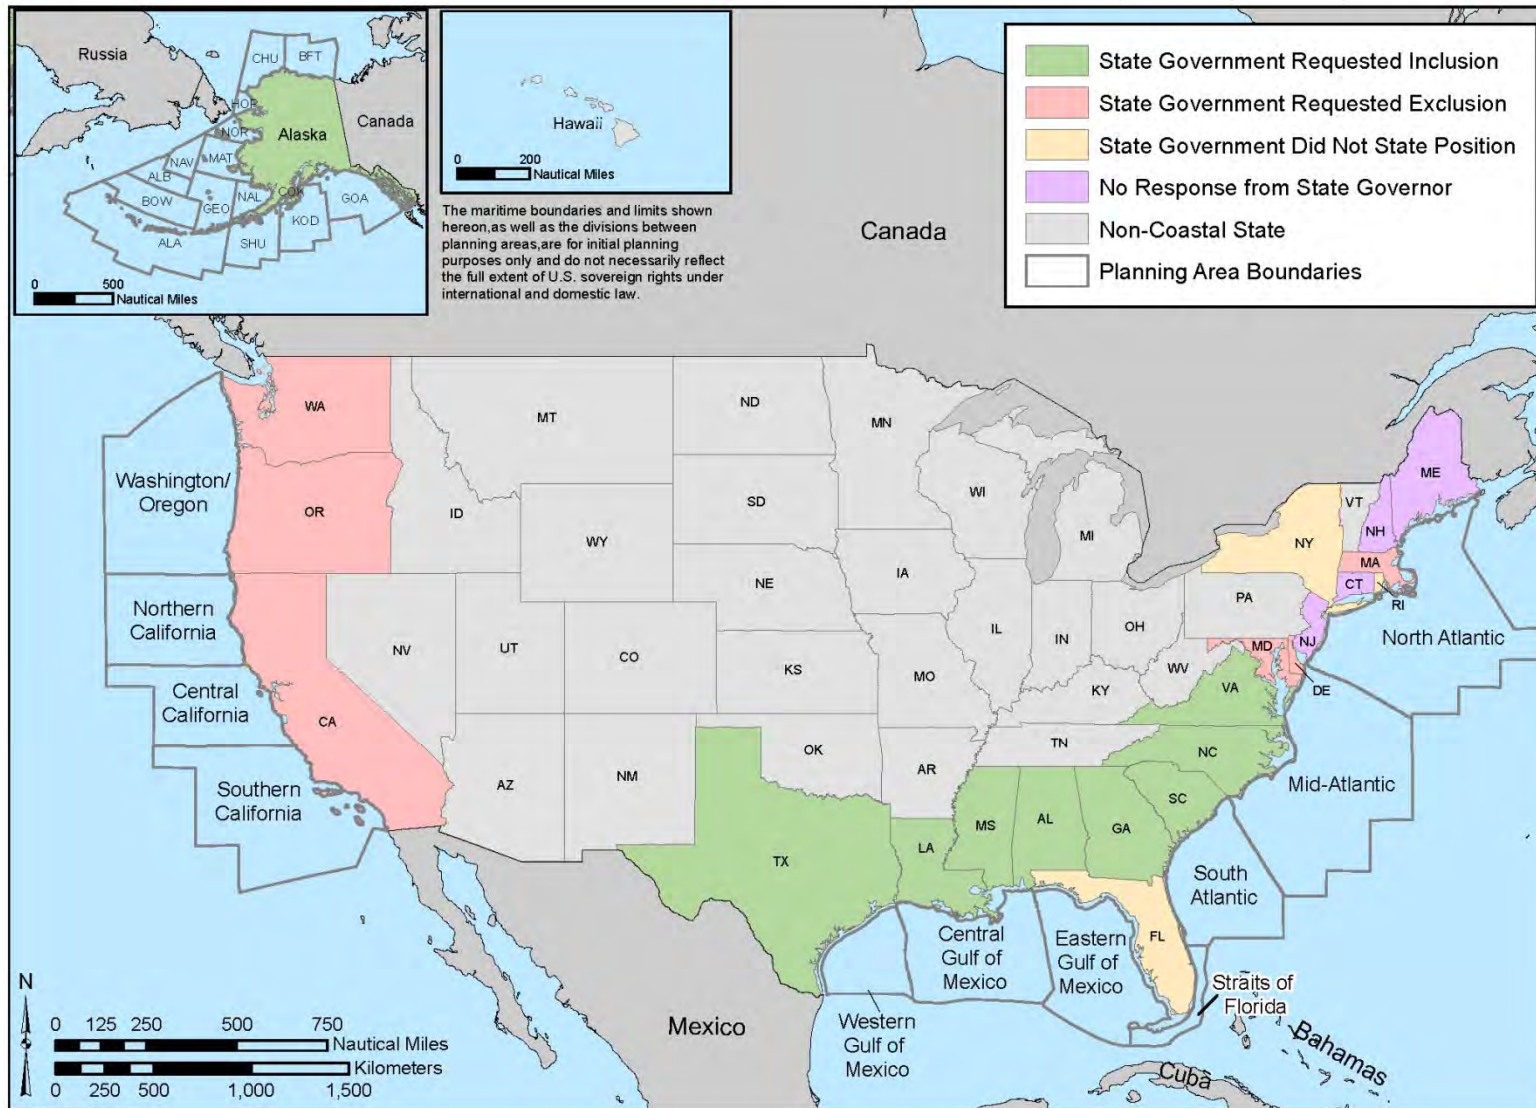 Russia
CHU
BFT
HOP
NOR
Alaska
Canada
NAV
MAT
ALB
BOW
GEO
NAL
COK
KOD
GOA
ALA
SHU
0 500
Nautical Miles
Hawaii
0 200
Nautical Miles
The maritime boundaries and limits shown
hereon,as well as the divisions between
planning areas,are for initial planning
purposes only and do not necessarily reflect
the full extent of U.S. sovereign rights under
international and domestic law.
State Government Requested Inclusion
State Government Requested Exclusion
State Government Did Not State Position
No Response from State Governor
Non-Coastal State
Planning Area Boundaries
Canada
WA
MT
ND
MN
ME
Washington/
Oregon
OR
ID
SD
WI
MI
VT
NH
NY
WY
MA
IA
NE
CT
RI
PA
Northern
California
NV
UT
CO
IL
IN
OH
NJ
North Atlantic
KS
MO
WV
MD
DE
KY
VA
Central
California
CA
OK
TN
NC
AZ
NM
AR
Southern
California
Mid-Atlantic
SC
MS
AL
GA
TX
LA
South
Atlantic
FL
Central
Gulf of
Mexico
Eastern
Gulf of
Mexico
Straits of
Florida
Western
Gulf of
Mexico
Mexico
Bahamas
Cuba
N
0 125 250 500 750
Nautical Miles
Kilometers
0 250 500 1,000 1,500